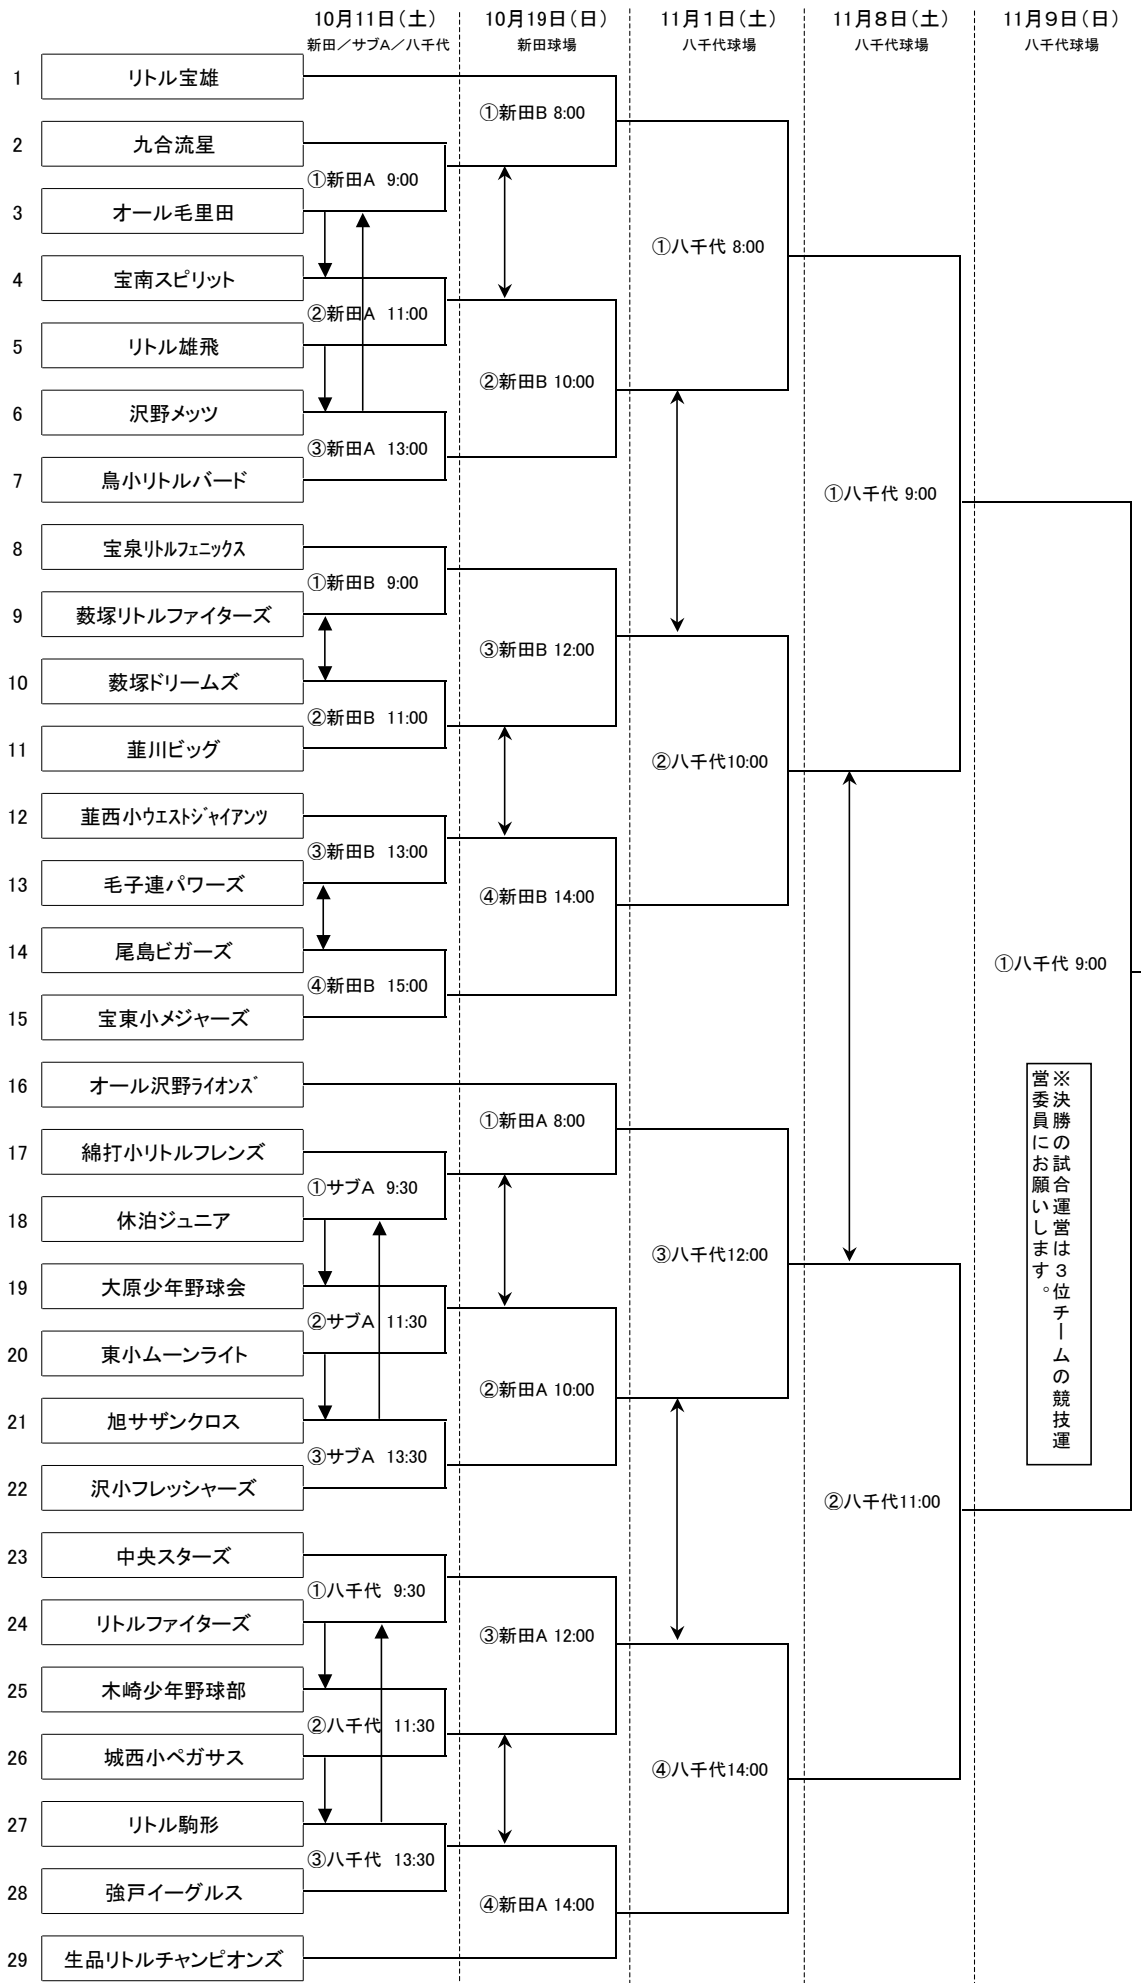 10月11日(土) 10月19日(日) 11月1日(土) 11月8日(土) 11月9日(日)
新田/サブA/八千代 新田球場 八千代球場 八千代球場 八千代球場
1 リトル宝雄
①新田B 8:00
2 九合流星
①新田A 9:00
3 オール毛里田
①八千代 8:00
4 宝南スピリット
②新田A 11:00
5 リトル雄飛
②新田B 10:00
6 沢野メッツ
③新田A 13:00
7 鳥小リトルバード
①八千代 9:00
8 宝泉リトルフェニックス
①新田B 9:00
9 薮塚リトルファイターズ
③新田B 12:00
10 薮塚ドリームズ
②新田B 11:00
11 韮川ビッグ
②八千代10:00
12 韮西小ウエストジャイアンツ
③新田B 13:00
13 毛子連パワーズ
④新田B 14:00
14 尾島ビガーズ
①八千代 9:00
④新田B 15:00
15 宝東小メジャーズ
16 オール沢野ライオンズ
①新田A 8:00
17 綿打小リトルフレンズ
①サブA 9:30
18 休泊ジュニア
③八千代12:00
19 大原少年野球会
②サブA 11:30
20 東小ムーンライト
②新田A 10:00
21 旭サザンクロス
③サブA 13:30
22 沢小フレッシャーズ
②八千代11:00
※決勝の試合運営は3位チームの競技運
営委員にお願いします。
23 中央スターズ
①八千代 9:30
24 リトルファイターズ
③新田A 12:00
25 木崎少年野球部
②八千代 11:30
26 城西小ペガサス
④八千代14:00
27 リトル駒形
③八千代 13:30
28 強戸イーグルス
④新田A 14:00
29 生品リトルチャンピオンズ